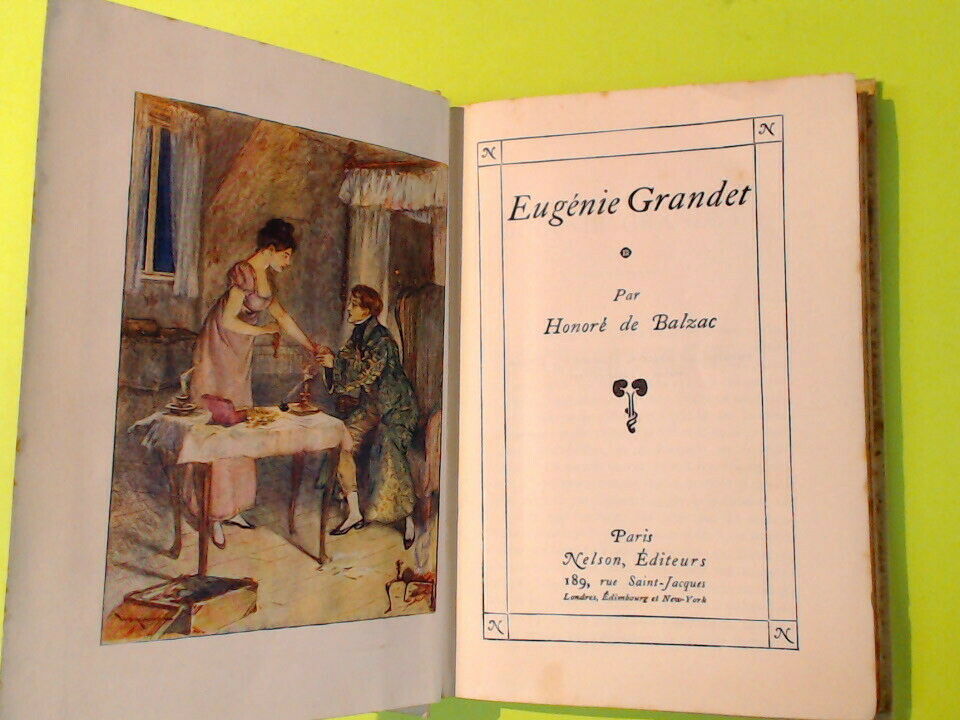 N N
Eugénie Grandet
Par
Honoré de Balzac
Paris
Nelson, Éditeurs
189, rue Saint-Jacques
Londres, Édimbourg et New-York
N N